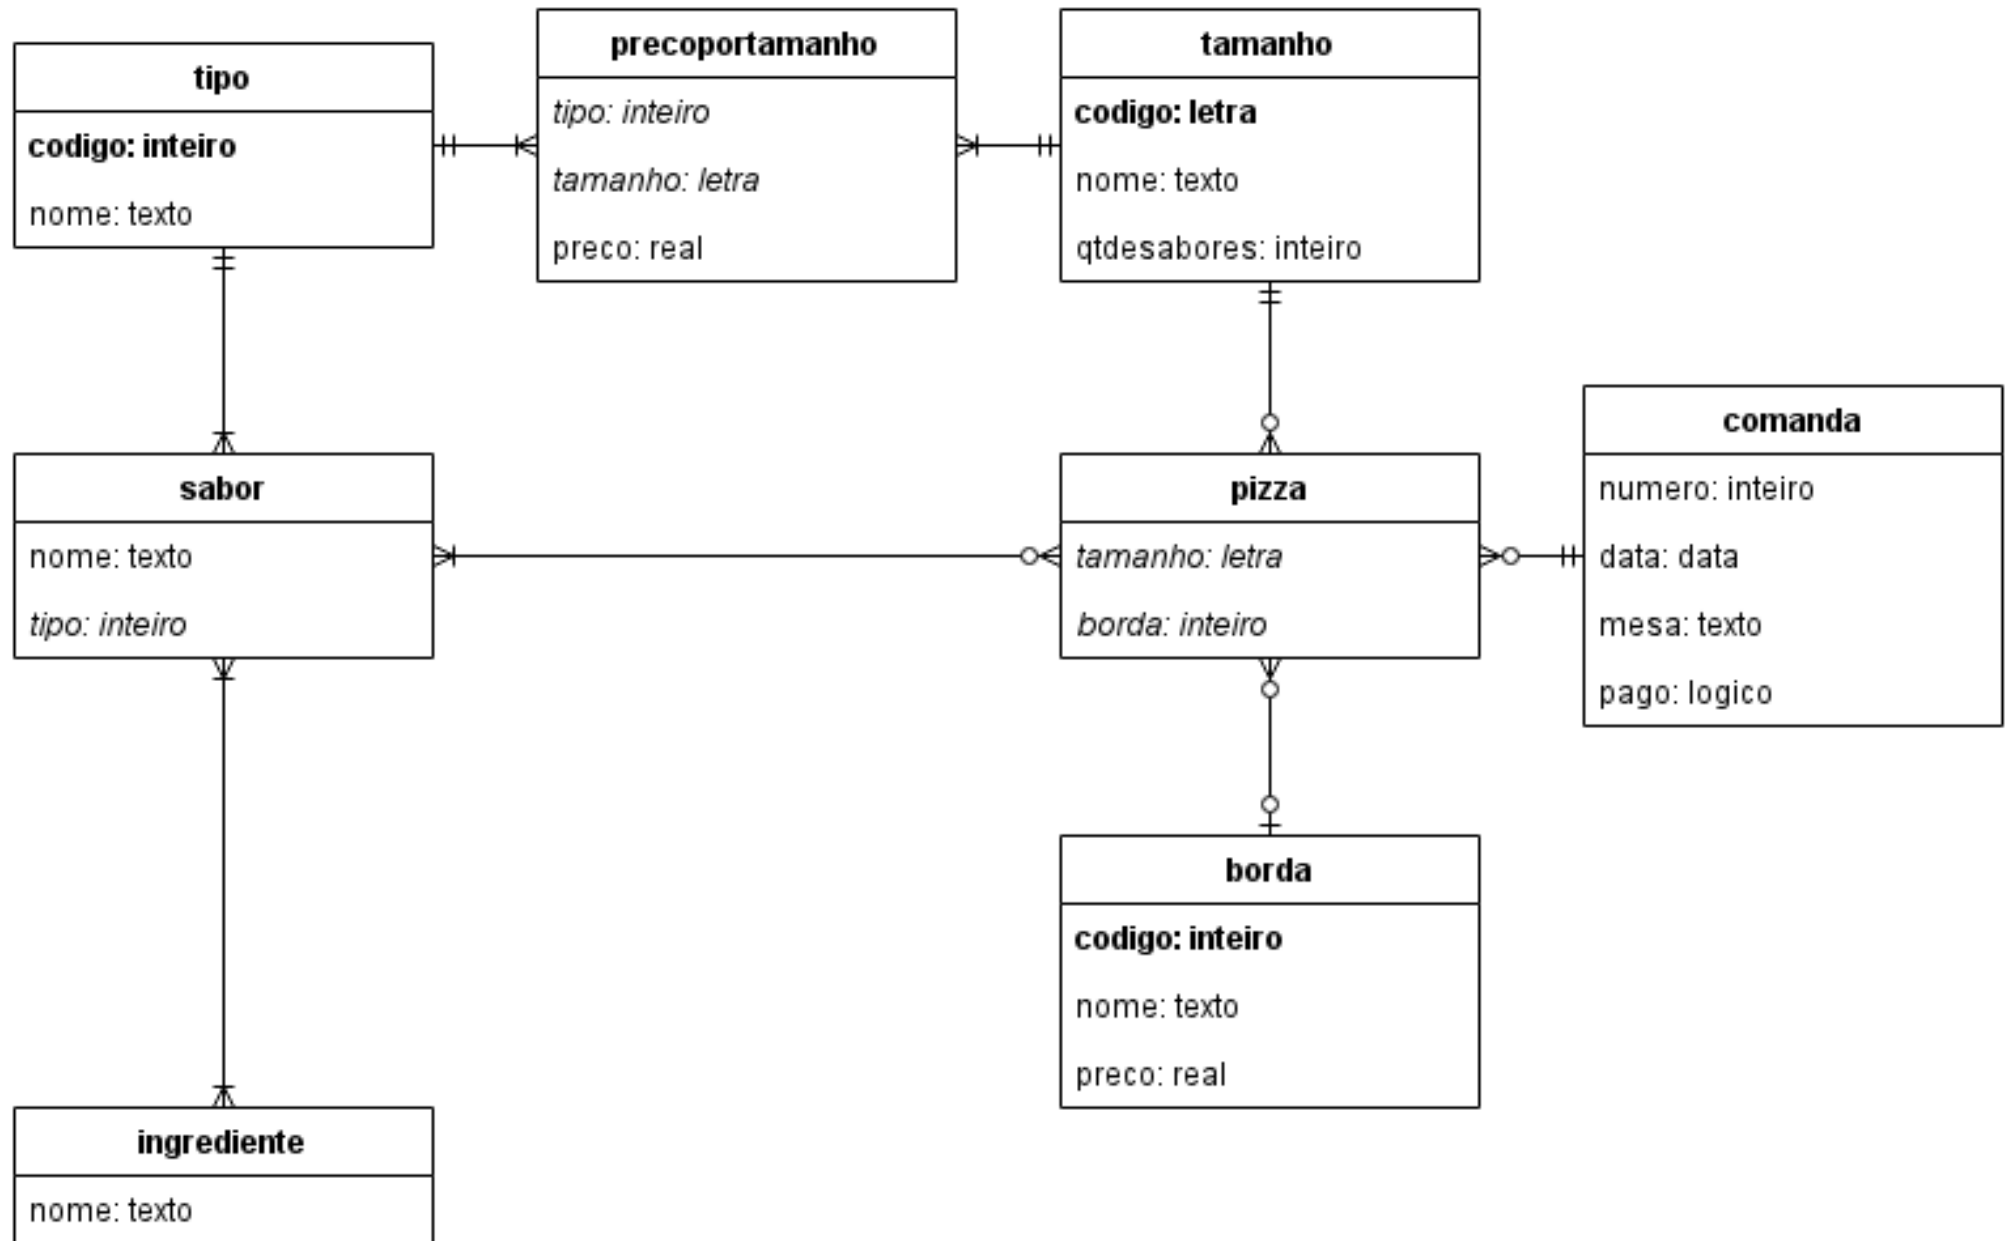 tipo
codigo: inteiro
nome: texto
precoportamanho
tipo: inteiro
tamanho: letra
preco: real
tamanho
codigo: letra
nome: texto
qtdesabores: inteiro
sabor
nome: texto
tipo: inteiro
pizza
tamanho: letra
borda: inteiro
comanda
numero: inteiro
data: data
mesa: texto
pago: logico
borda
codigo: inteiro
nome: texto
preco: real
ingrediente
nome: texto